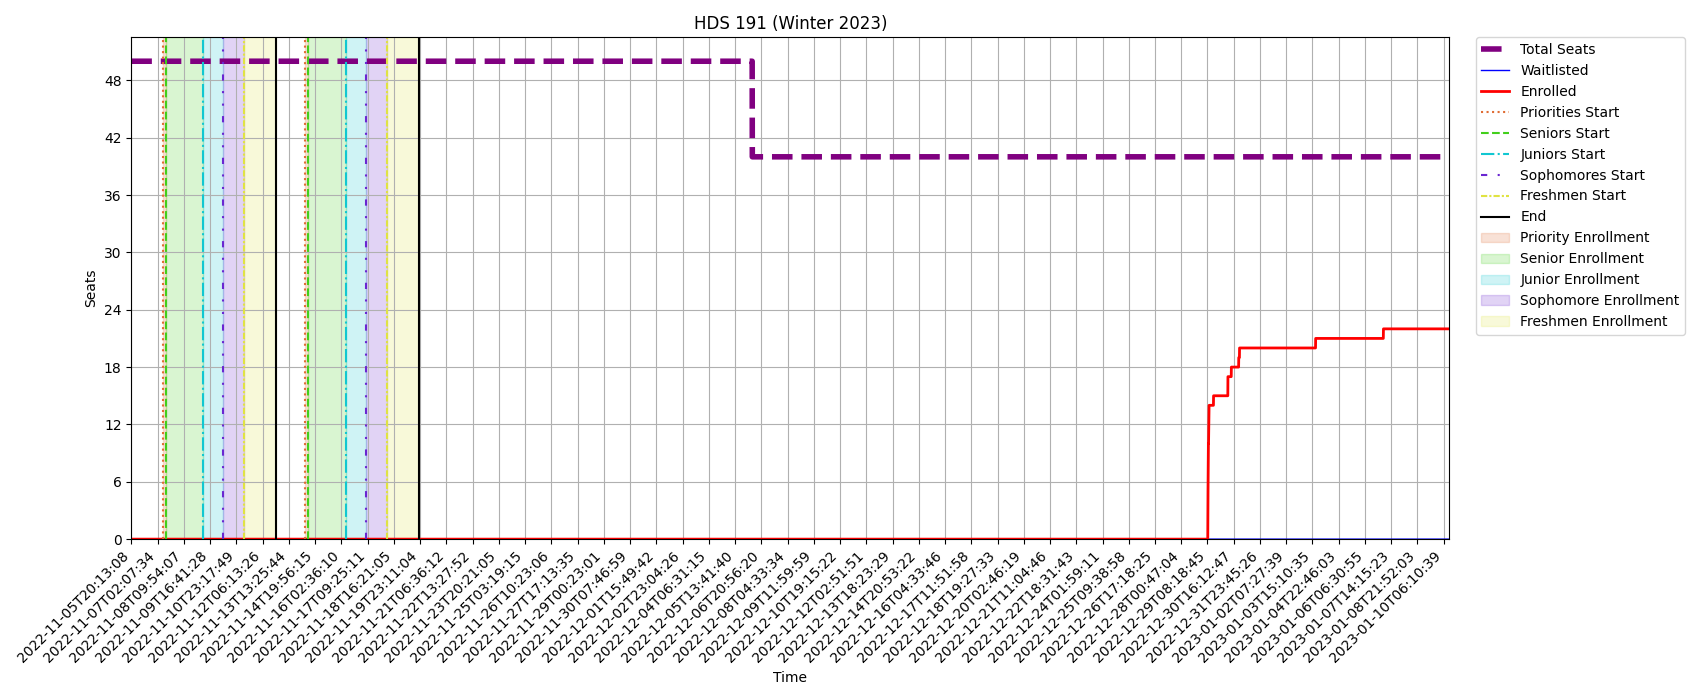 HDS 191 (Winter 2023)
Seats
48
42
36
30
24
18
12
6
0
2022-11-05T20:13:08
2022-11-07T02:07:34
2022-11-08T09:54:07
2022-11-09T16:41:28
2022-11-10T23:17:49
2022-11-12T06:13:26
2022-11-13T13:25:44
2022-11-14T19:56:15
2022-11-16T02:36:10
2022-11-17T09:25:11
2022-11-18T16:21:05
2022-11-19T23:11:04
2022-11-21T06:36:12
2022-11-22T13:27:52
2022-11-23T20:21:05
2022-11-25T03:19:15
2022-11-26T10:23:06
2022-11-27T17:13:35
2022-11-29T00:23:01
2022-11-30T07:46:59
2022-12-01T15:49:42
2022-12-02T23:04:26
2022-12-04T06:31:15
2022-12-05T13:41:40
2022-12-06T20:56:20
2022-12-08T04:33:34
2022-12-09T11:59:59
2022-12-10T19:15:22
2022-12-12T02:51:51
2022-12-13T18:23:29
2022-12-14T20:53:22
2022-12-16T04:33:46
2022-12-17T11:51:58
2022-12-18T19:27:33
2022-12-20T02:46:19
2022-12-21T11:04:46
2022-12-22T18:31:43
2022-12-24T01:59:11
2022-12-25T09:38:58
2022-12-26T17:18:25
2022-12-28T00:47:04
2022-12-29T08:18:45
2022-12-30T16:12:47
2022-12-31T23:45:26
2023-01-02T07:27:39
2023-01-03T15:10:35
2023-01-04T22:46:03
2023-01-06T06:30:55
2023-01-07T14:15:23
2023-01-08T21:52:03
2023-01-10T06:10:39
Time
Total Seats
Waitlisted
Enrolled
Priorities Start
Seniors Start
Juniors Start
Sophomores Start
Freshmen Start
End
Priority Enrollment
Senior Enrollment
Junior Enrollment
Sophomore Enrollment
Freshmen Enrollment